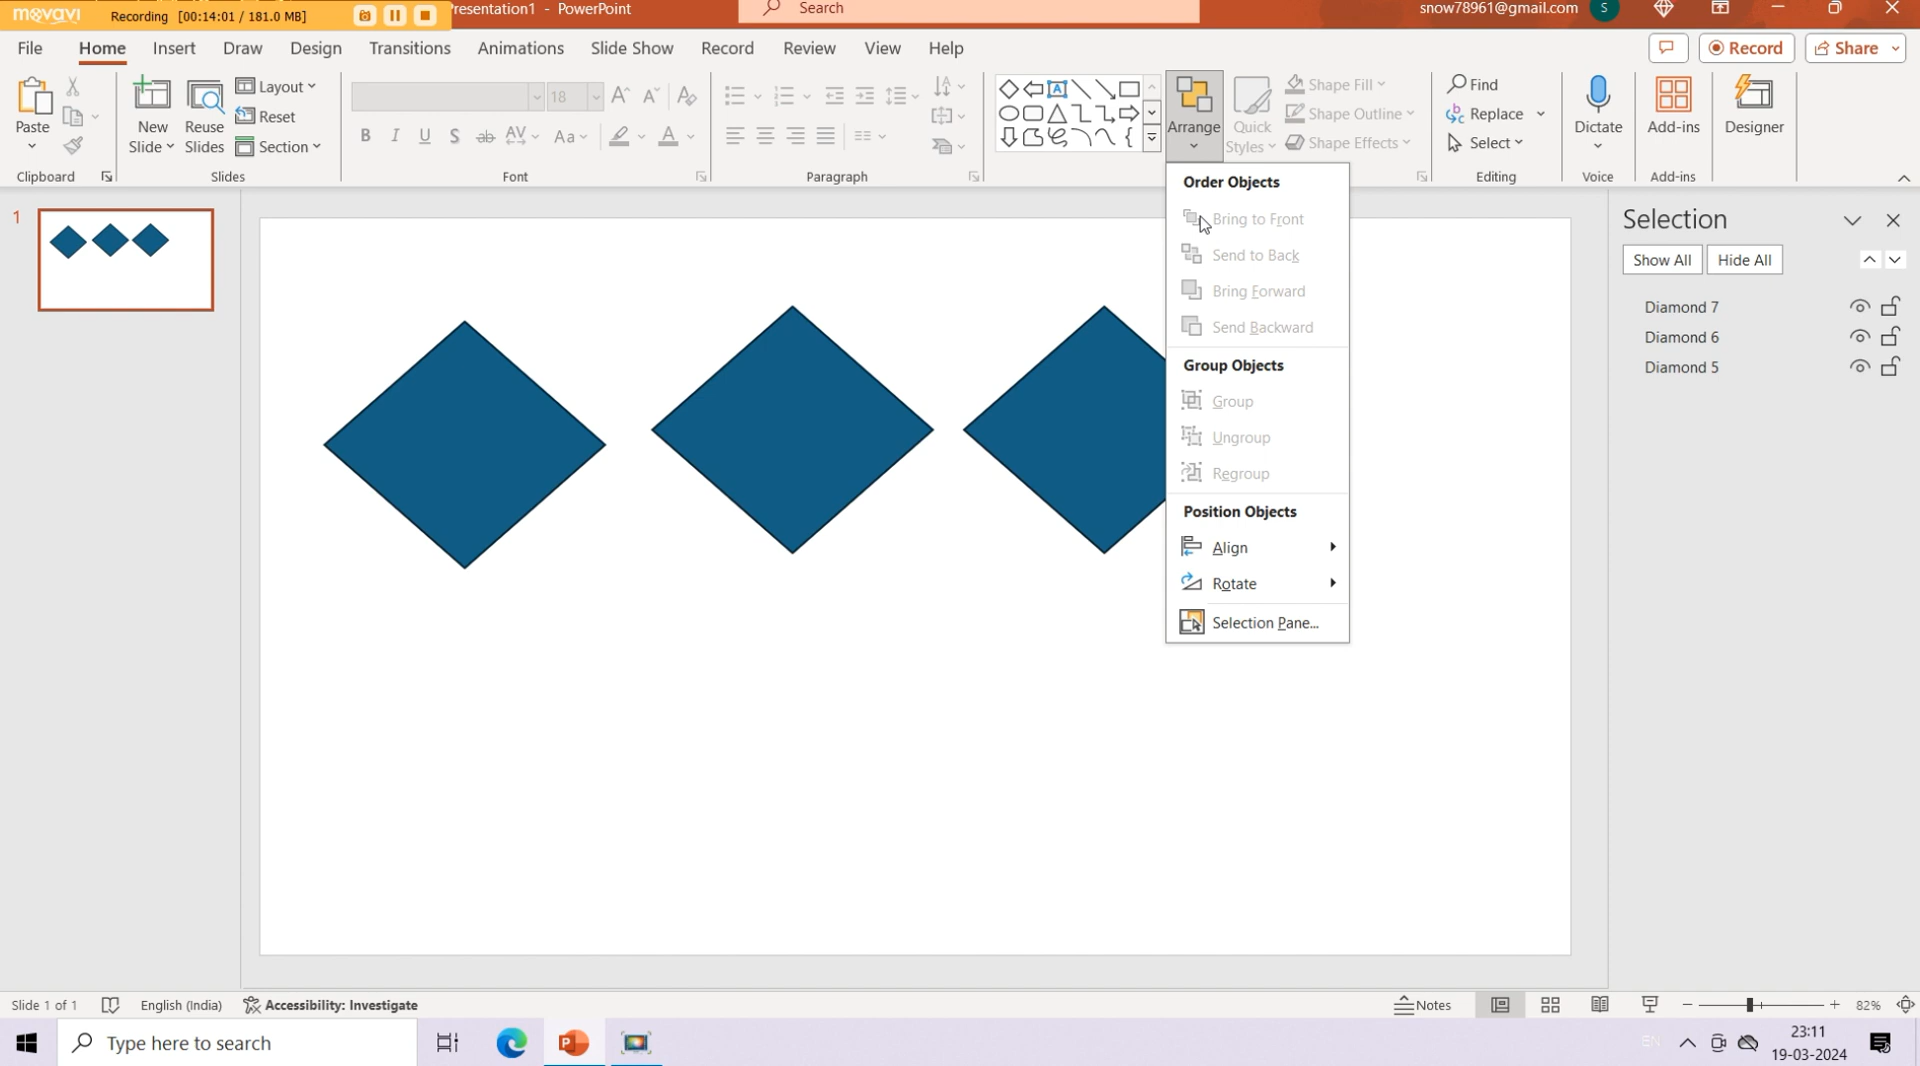 movavi Recording [00:14:01 / 181.0 MB] resentation1 - PowerPoint Search snow78961@gmail.com S
File Home Insert Draw Design Transitions Animations Slide Show Record Review View Help Record Share
Paste New Slide Reuse Slides Layout Reset Section
18 B I U S ab AV Aa A
Arrange Quick Styles Shape Fill Shape Outline Shape Effects
Find Replace Select Dictate Add-ins Designer
Clipboard Slides Font Paragraph Editing Voice Add-ins
Order Objects
Bring to Front
Send to Back
Bring Forward
Send Backward
Group Objects
Group
Ungroup
Regroup
Position Objects
Align
Rotate
Selection Pane...
1
Selection
Show All Hide All
Diamond 7
Diamond 6
Diamond 5
Slide 1 of 1 English (India) Accessibility: Investigate Notes 82%
Type here to search P EN 23:11
19-03-2024